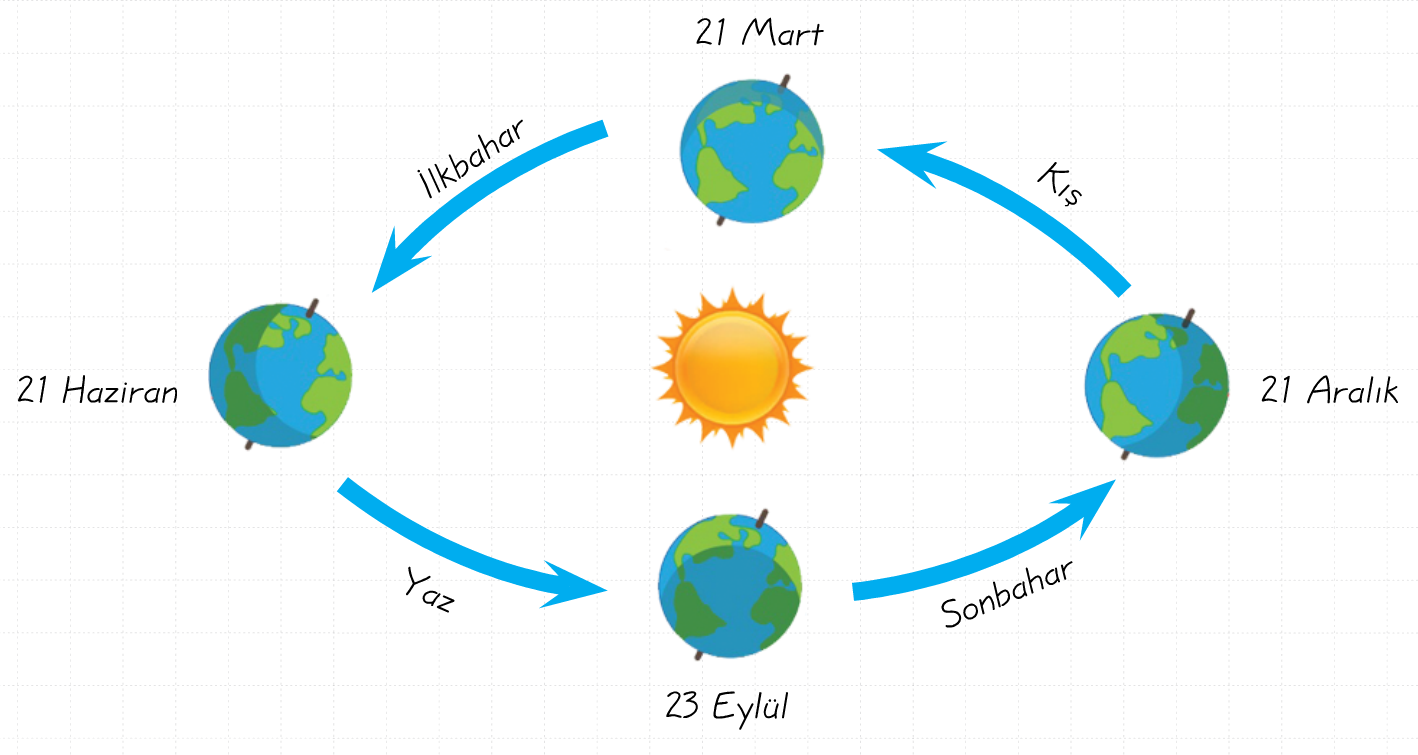 21 Mart
İlkbahar
Kış
21 Haziran
21 Aralık
Yaz
Sonbahar
23 Eylül